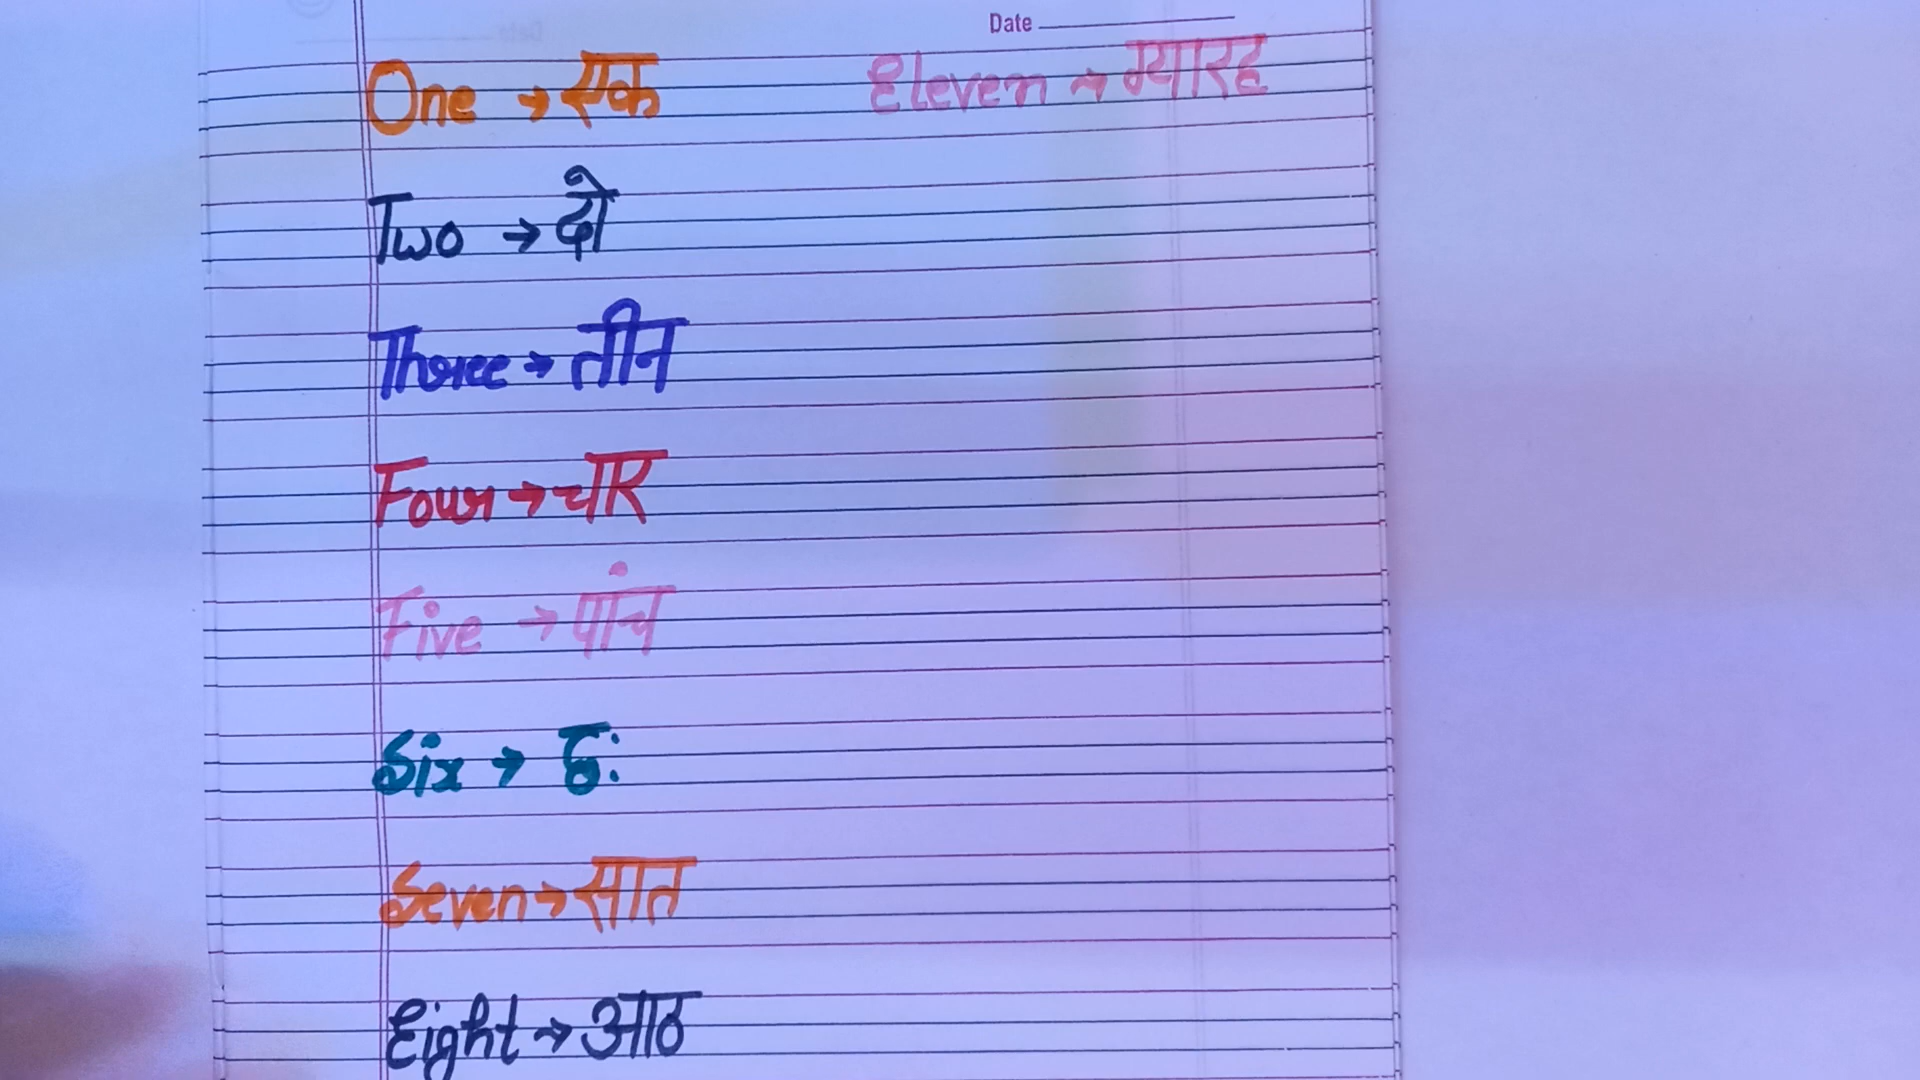 Date
One → एक
Eleven → ग्यारह
Two → दो
Three → तीन
Four → चार
Five → पांच
Six → छः
Seven → सात
Eight → आठ